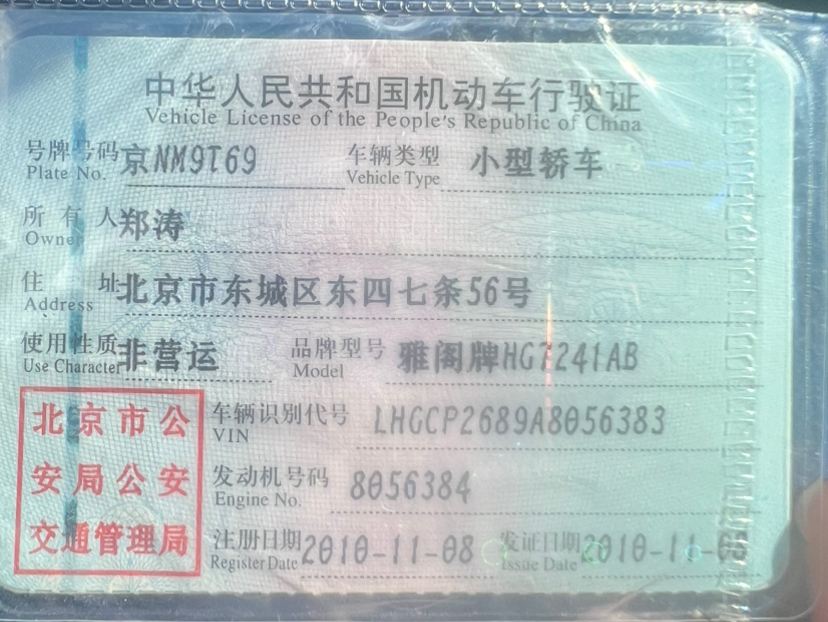 中华人民共和国机动车行驶证
Vehicle License of the People's Republic of China
号牌号码 京NM9T69 车辆类型 小型轿车
Plate No. Vehicle Type
所有人 郑涛
Owner
住址 北京市东城区东四七条56号
Address
使用性质 非营运 品牌型号 雅阁牌HG7241AB
Use Character Model
北京市公
安局公安
交通管理局
车辆识别代号 LHGCP2689A8056383
VIN
发动机号码 8056384
Engine No.
注册日期 2010-11-08 发证日期 2010-11-08
Register Date Issue Date